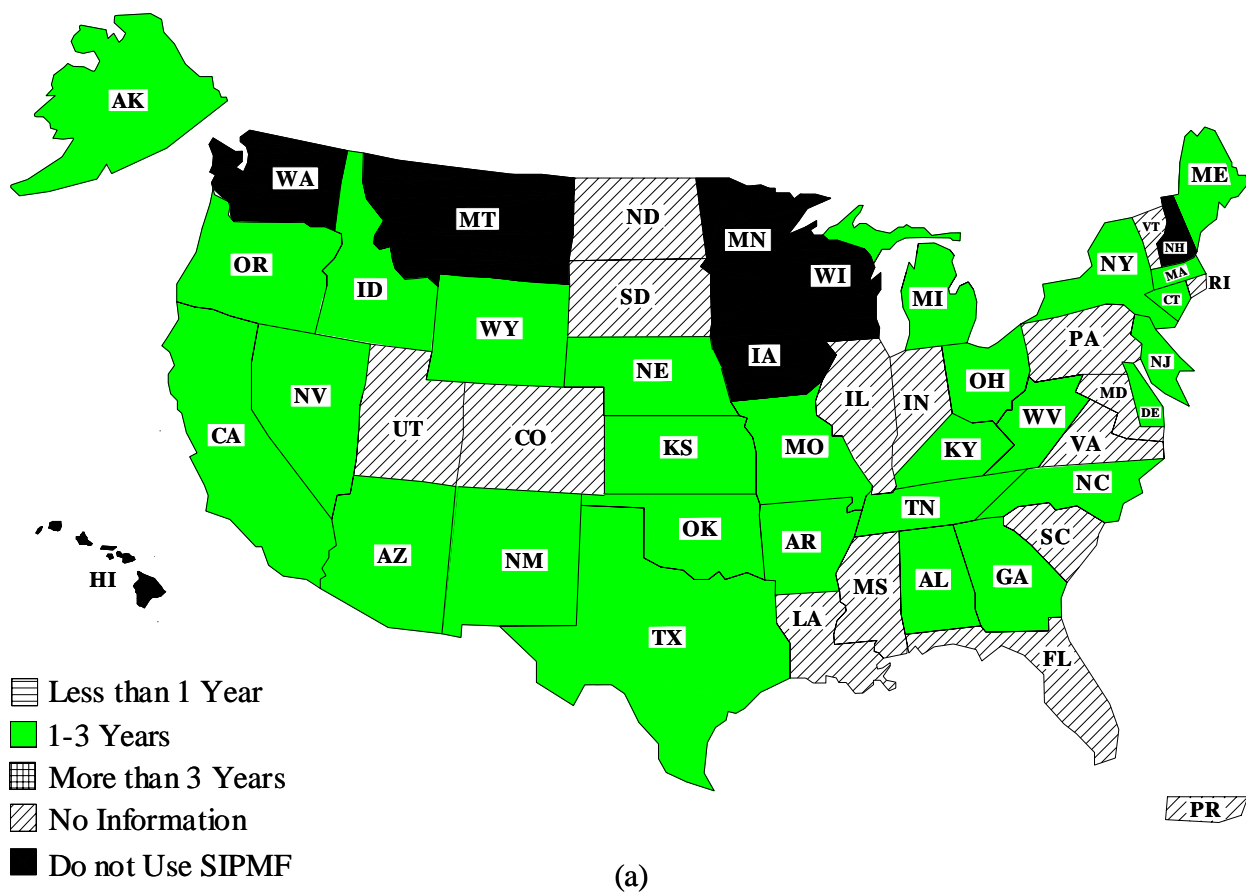 AK
WA
MT
ND
MN
WI
ME
VT
NH
NY
MA
CT
RI
OR
ID
SD
MI
WY
IA
PA
NJ
NE
OH
MD
DE
NV
UT
CO
IL
IN
WV
VA
CA
KS
MO
KY
NC
TN
OK
AR
SC
AZ
NM
MS
AL
GA
HI
TX
LA
FL
PR
Less than 1 Year
1-3 Years
More than 3 Years
No Information
Do not Use SIPMF
(a)